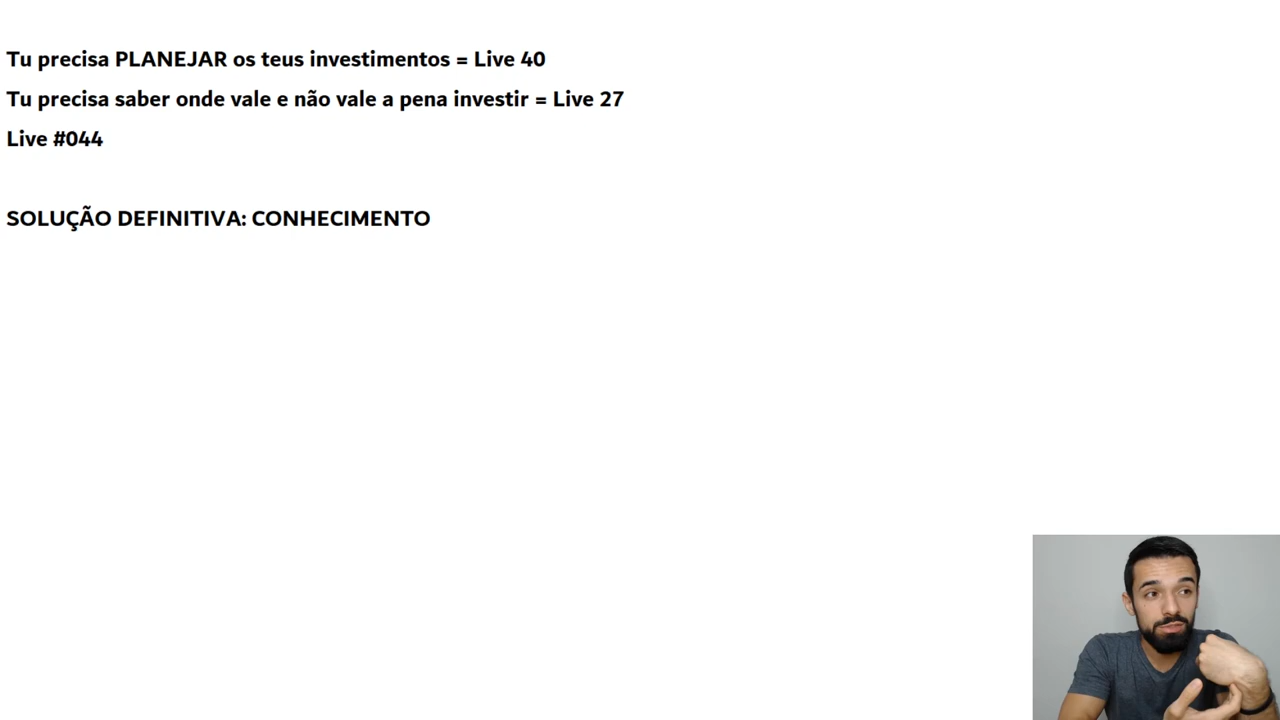 Tu precisa PLANEJAR os teus investimentos = Live 40
Tu precisa saber onde vale e não vale a pena investir = Live 27
Live #044
SOLUÇÃO DEFINITIVA: CONHECIMENTO